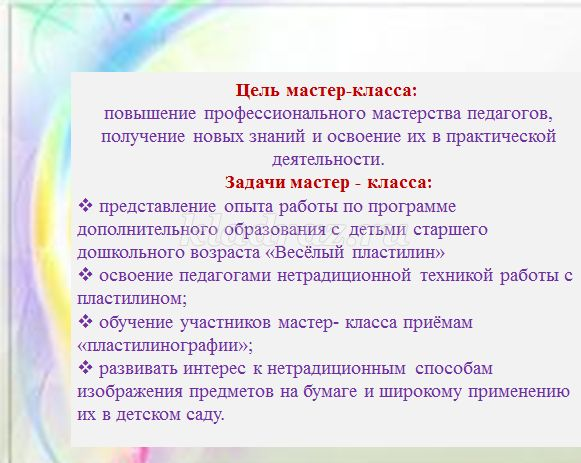 Цель мастер-класса:
повышение профессионального мастерства педагогов,
получение новых знаний и освоение их в практической
деятельности.
Задачи мастер - класса:
❖ представление опыта работы по программе
дополнительного образования с детьми старшего
дошкольного возраста «Весёлый пластилин»
❖ освоение педагогами нетрадиционной техникой работы с
пластилином;
❖ обучение участников мастер- класса приёмам
«пластилинографии»;
❖ развивать интерес к нетрадиционным способам
изображения предметов на бумаге и широкому применению
их в детском саду.